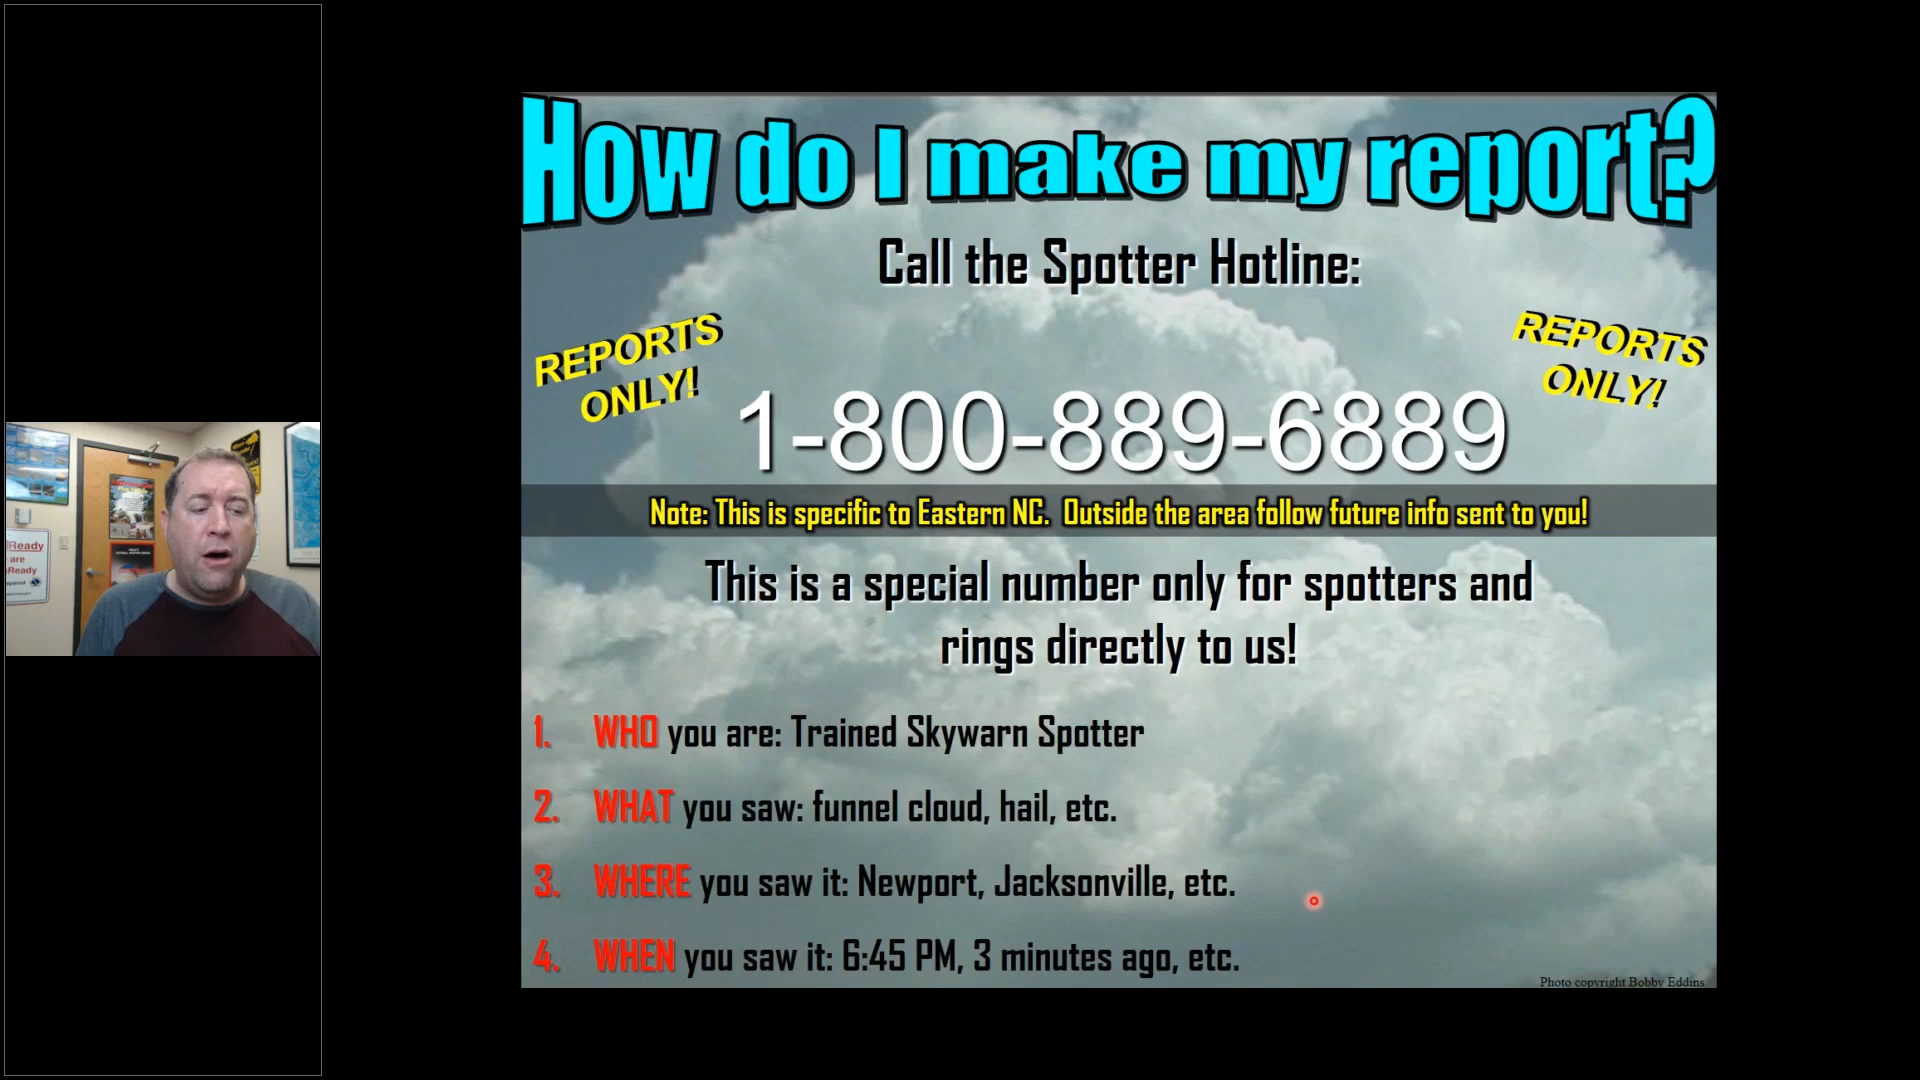 How do I make my report?
Call the Spotter Hotline:
REPORTS
ONLY!
REPORTS
ONLY!
1-800-889-6889
Note: This is specific to Eastern NC. Outside the area follow future info sent to you!
This is a special number only for spotters and
rings directly to us!
1. WHO you are: Trained Skywarn Spotter
2. WHAT you saw: funnel cloud, hail, etc.
3. WHERE you saw it: Newport, Jacksonville, etc.
4. WHEN you saw it: 6:45 PM, 3 minutes ago, etc.
Photo copyright Bobby Eddins
iReady
are
Ready